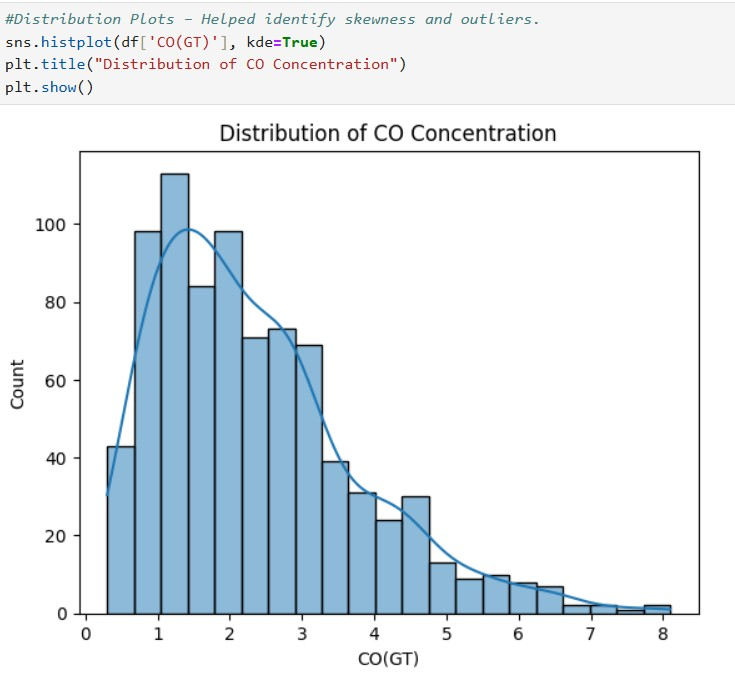 #Distribution Plots – Helped identify skewness and outliers.
sns.histplot(df['CO(GT)'], kde=True)
plt.title("Distribution of CO Concentration")
plt.show()
Distribution of CO Concentration
100
80
60
40
20
0
Count
0 1 2 3 4 5 6 7 8
CO(GT)